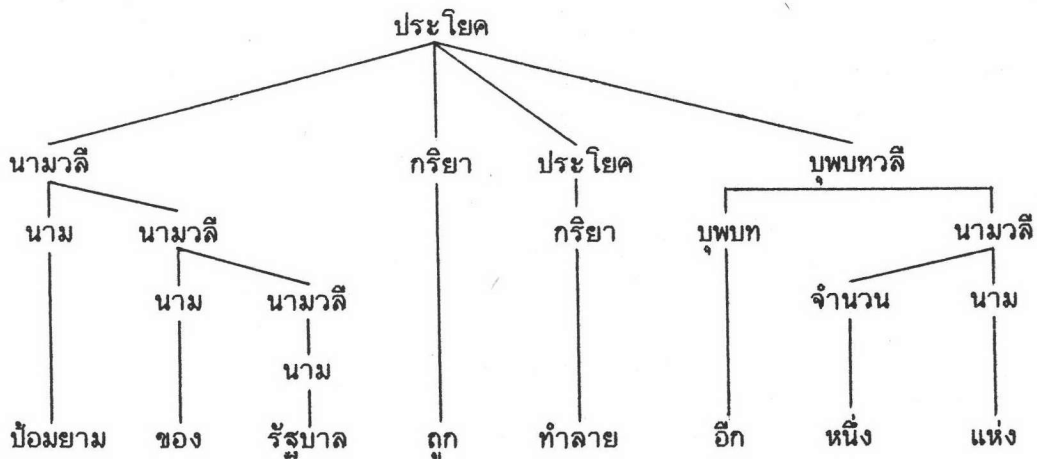 ประโยค
นามวลี กริยา ประโยค บุพบทวลี
นาม นามวลี กริยา บุพบท นามวลี
นาม นามวลี จำนวน นาม
นาม
ป้อมยาม ของ รัฐบาล ถูก ทำลาย อีก หนึ่ง แห่ง